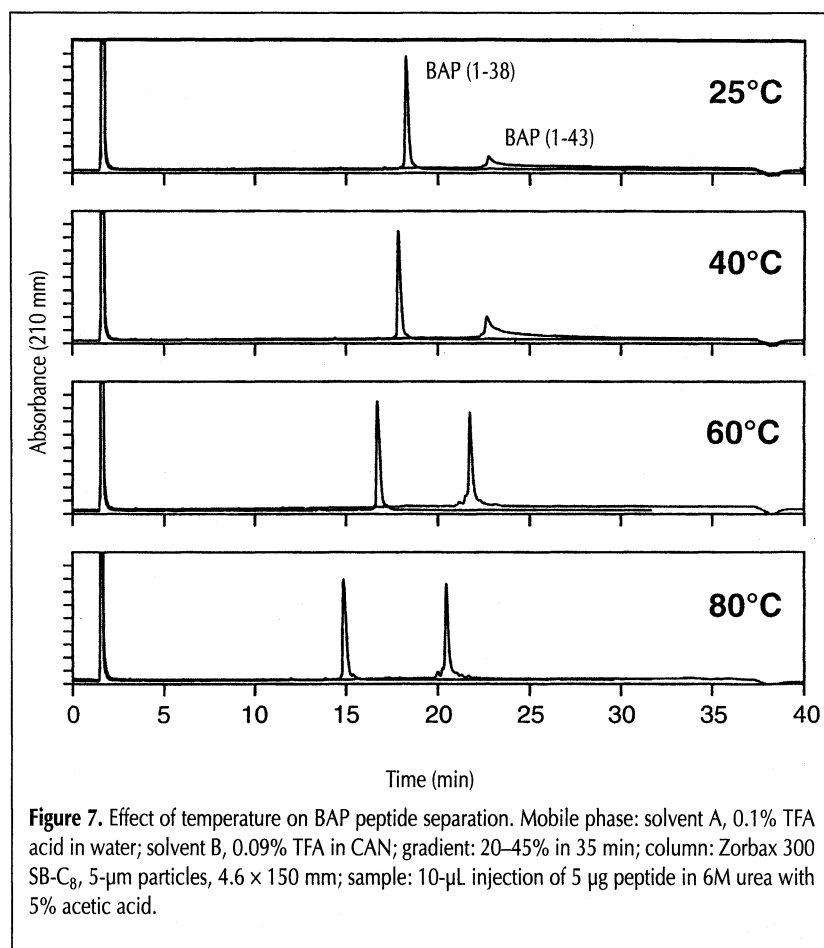 25°C
BAP (1-38)
BAP (1-43)
40°C
Absorbance (210 mm)
60°C
80°C
0 5 10 15 20 25 30 35 40
Time (min)
Figure 7. Effect of temperature on BAP peptide separation. Mobile phase: solvent A, 0.1% TFA
acid in water; solvent B, 0.09% TFA in CAN; gradient: 20–45% in 35 min; column: Zorbax 300
SB-C₈, 5-µm particles, 4.6 × 150 mm; sample: 10-µL injection of 5 µg peptide in 6M urea with
5% acetic acid.